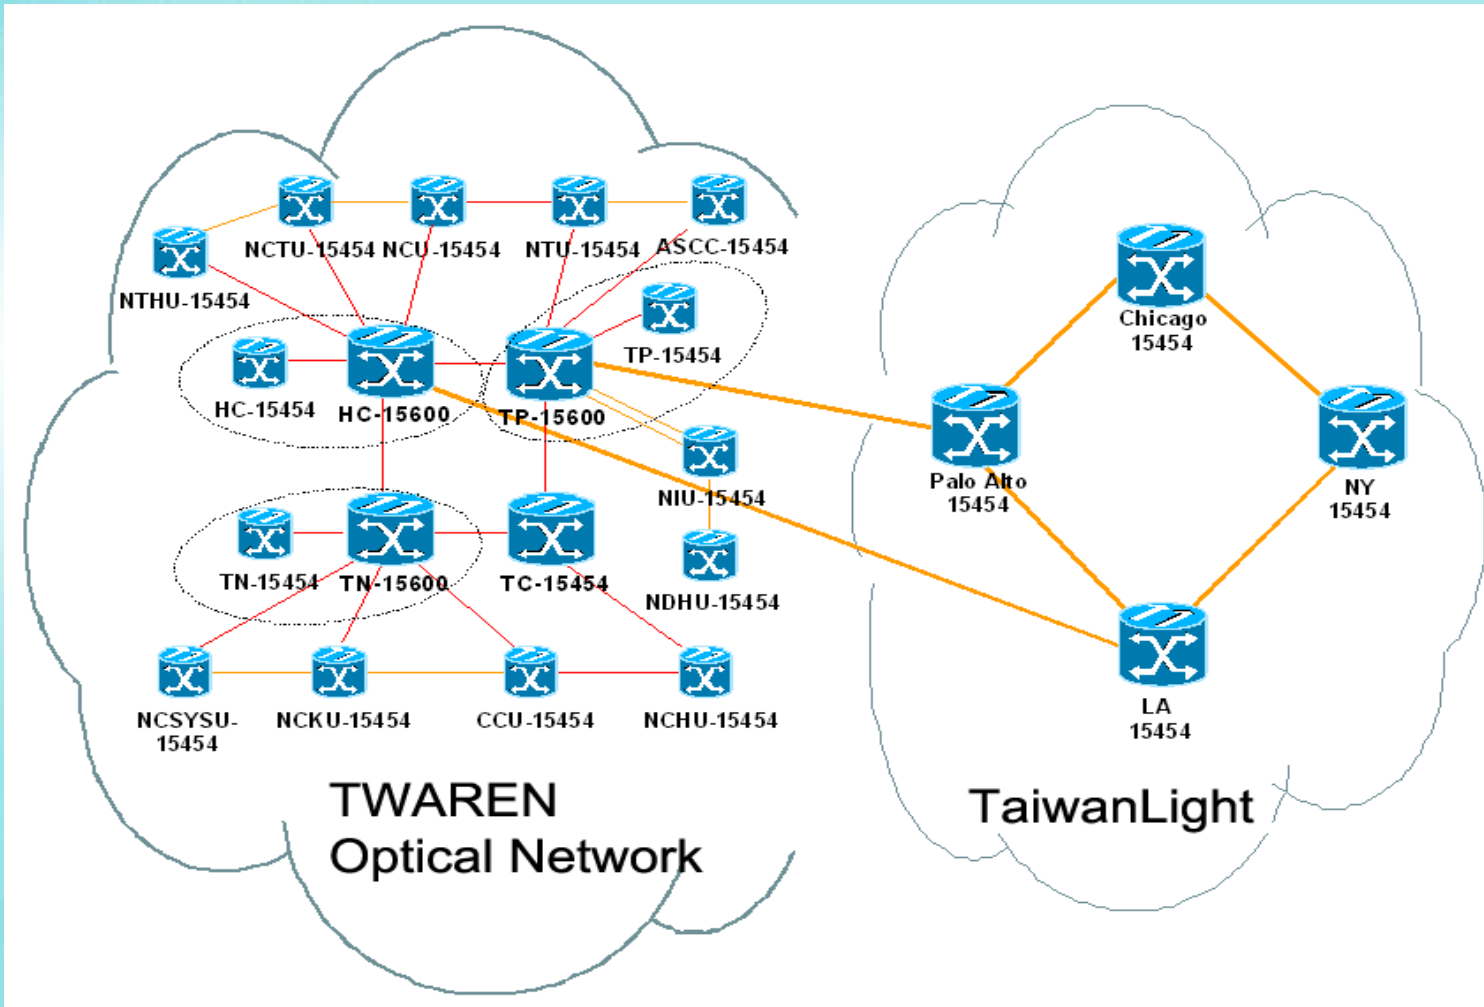 NCTU-15454
NCU-15454
NTU-15454
ASCC-15454
NTHU-15454
TP-15454
HC-15454
HC-15600
TP-15600
NIU-15454
TN-15454
TN-15600
TC-15454
NDHU-15454
NCSYSU-
15454
NCKU-15454
CCU-15454
NCHU-15454
TWAREN
Optical Network
Chicago
15454
Palo Alto
15454
NY
15454
LA
15454
TaiwanLight